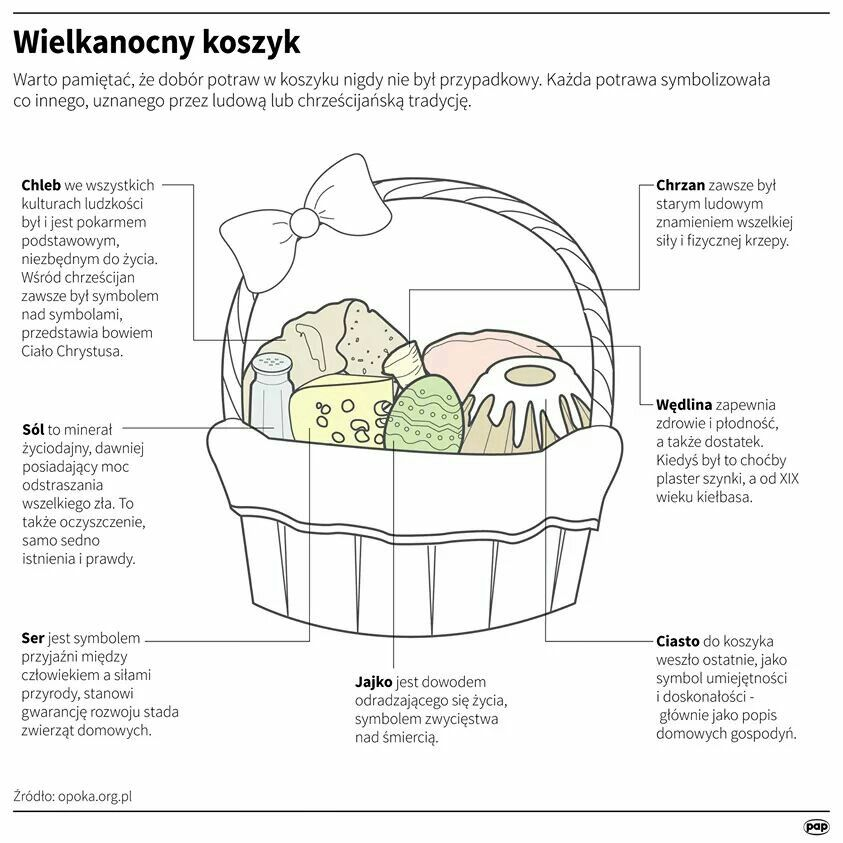 Wielkanocny koszyk
Warto pamiętać, że dobór potraw w koszyku nigdy nie był przypadkowy. Każda potrawa symbolizowała
co innego, uznanego przez ludową lub chrześcijańską tradycję.
Chleb we wszystkich
kulturach ludzkości
był i jest pokarmem
podstawowym,
niezbędnym do życia.
Wśród chrześcijan
zawsze był symbolem
nad symbolami,
przedstawia bowiem
Ciało Chrystusa.
Chrzan zawsze był
starym ludowym
znamieniem wszelkiej
siły i fizycznej krzepy.
Sól to minerał
życiodajny, dawniej
posiadający moc
odstraszania
wszelkiego zła. To
także oczyszczenie,
samo sedno
istnienia i prawdy.
Wędlina zapewnia
zdrowie i płodność,
a także dostatek.
Kiedyś był to choćby
plaster szynki, a od XIX
wieku kiełbasa.
Ser jest symbolem
przyjaźni między
człowiekiem a siłami
przyrody, stanowi
gwarancję rozwoju stada
zwierząt domowych.
Jajko jest dowodem
odradzającego się życia,
symbolem zwycięstwa
nad śmiercią.
Ciasto do koszyka
weszło ostatnie, jako
symbol umiejętności
i doskonałości -
głównie jako popis
domowych gospodyń.
Źródło: opoka.org.pl
pap